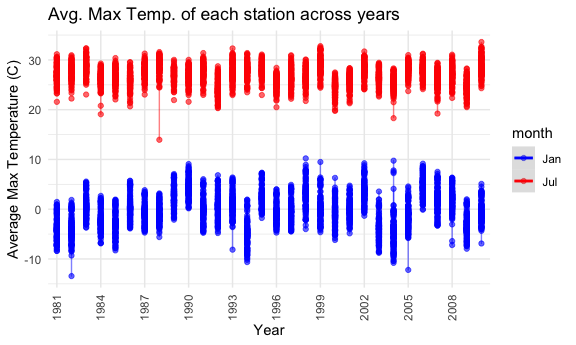 Avg. Max Temp. of each station across years
Average Max Temperature (C)
30
20
10
0
-10
1981
1984
1987
1990
1993
1996
1999
2002
2005
2008
Year
month
Jan
Jul